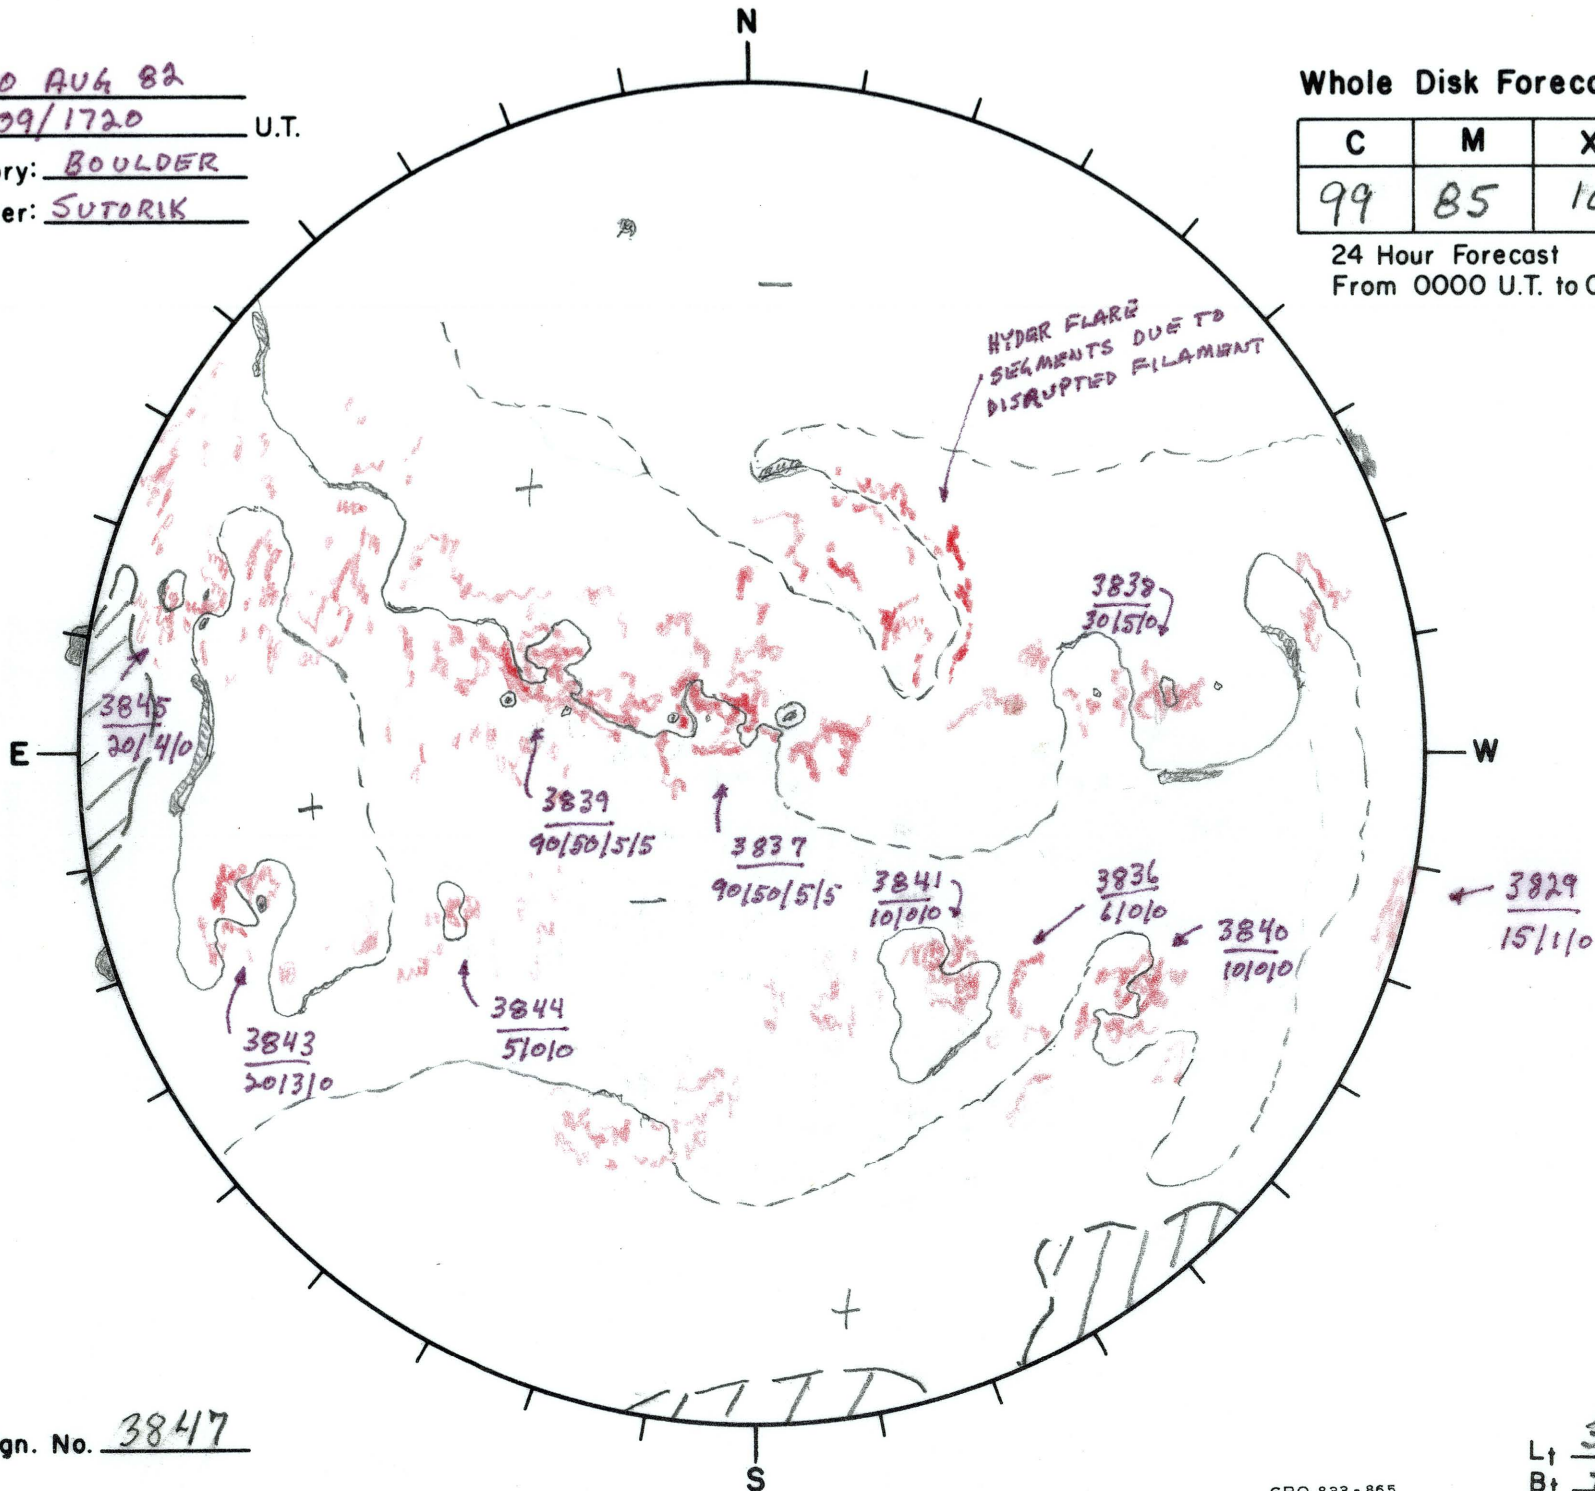 N
0 AUG 82
09/1720 U.T.
ry: BOULDER
er: SUTORIK
Whole Disk Foreca
C M X
99 85
24 Hour Forecast
From 0000 U.T. to 0
HYDER FLARE
SEGMENTS DUE TO
DISRUPTED FILAMENT
3838
30/5/0
3845
20/4/0
E
W
3839
90/50/5/5
3837
90/50/5/5
3841
10/0/0
3836
6/0/0
3829
15/1/0
3840
10/0/0
3844
5/0/0
3843
20/3/0
gn. No. 3847
S
Lt
Bt